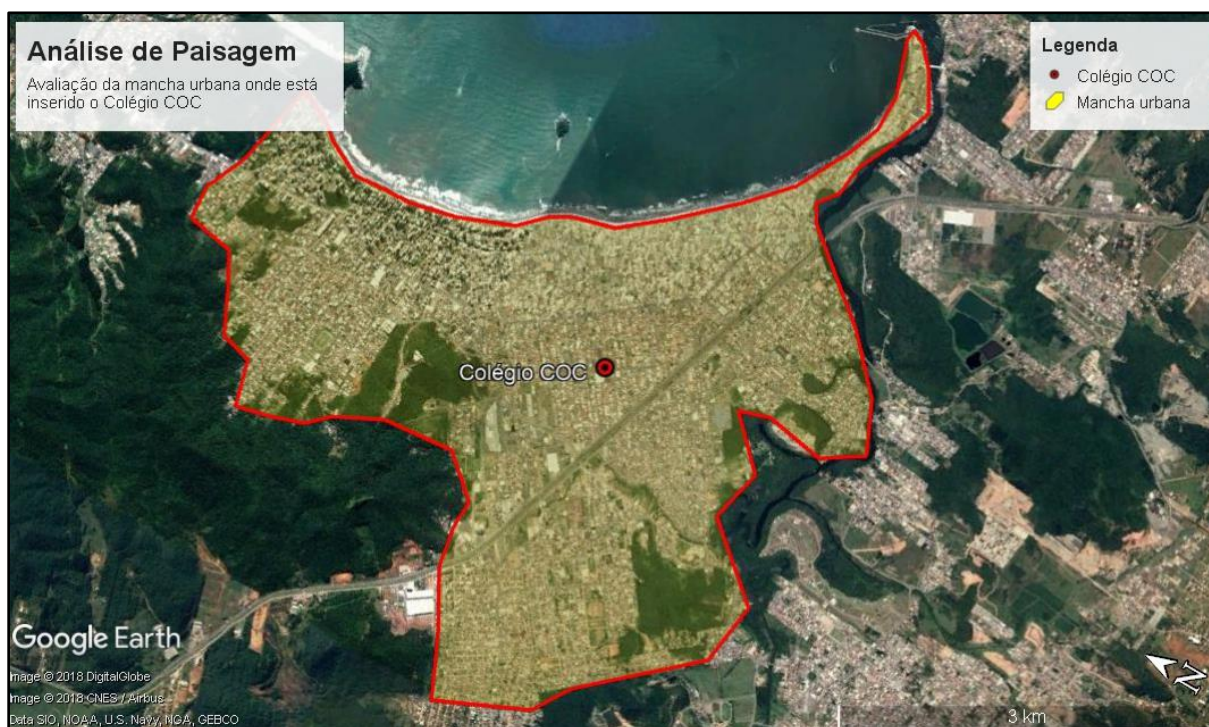 Análise de Paisagem
Avaliação da mancha urbana onde está
inserido o Colégio COC
Legenda
Colégio COC
Mancha urbana
Colégio COC
Google Earth
Image © 2018 DigitalGlobe
Image © 2018 CNES / Airbus
Data SIO, NOAA, U.S. Navy, NGA, GEBCO
3 km
N